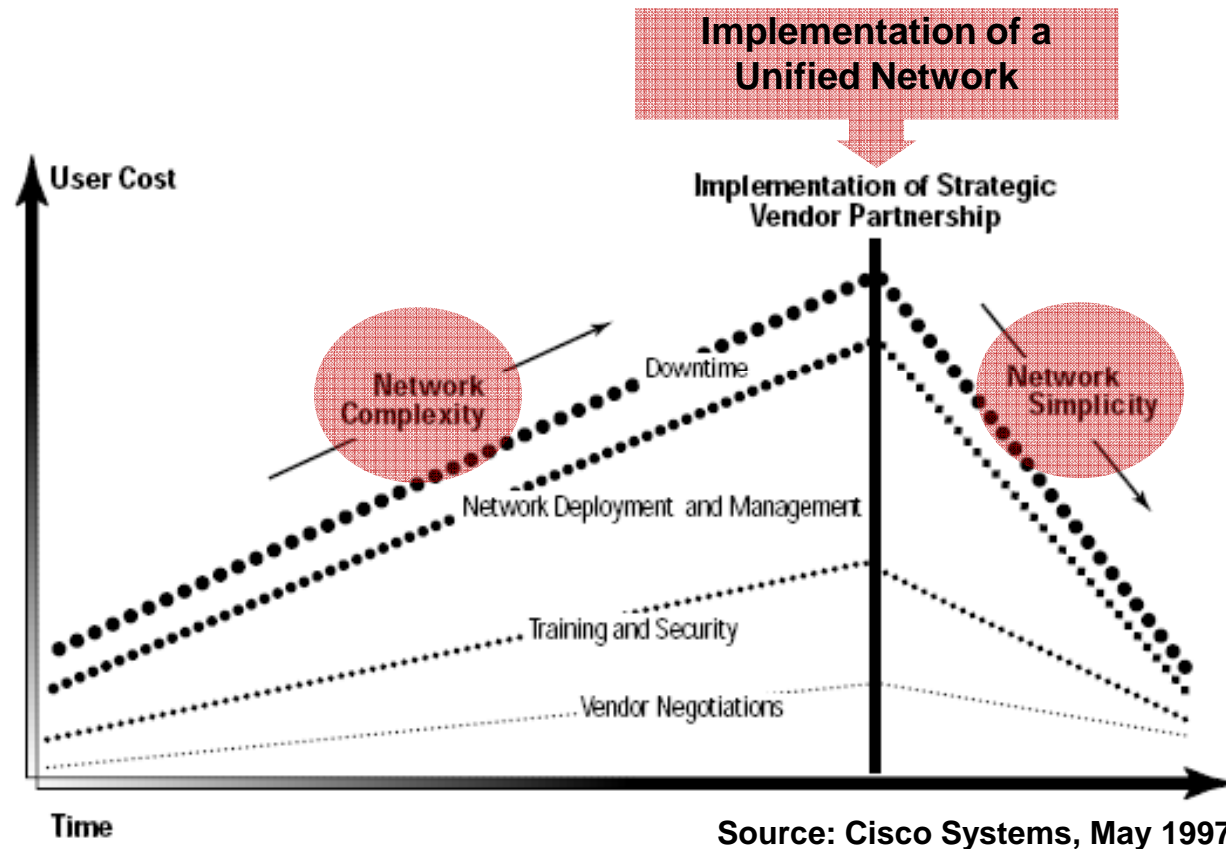 Implementation of a
Unified Network
User Cost
Implementation of Strategic
Vendor Partnership
Network
Complexity
Downtime
Network
Simplicity
Network Deployment and Management
Training and Security
Vendor Negotiations
Time
Source: Cisco Systems, May 1997